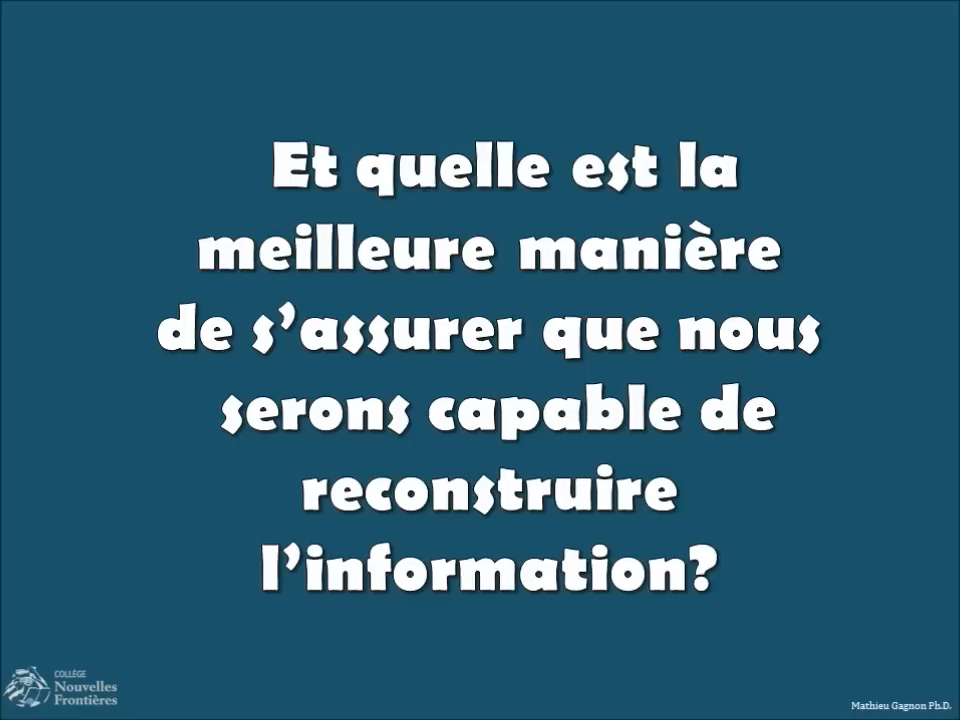 Et quelle est la
meilleure manière
de s’assurer que nous
serons capable de
reconstruire
l’information?
COLLÈGE
Nouvelles
Frontières
Mathieu Gagnon Ph.D.